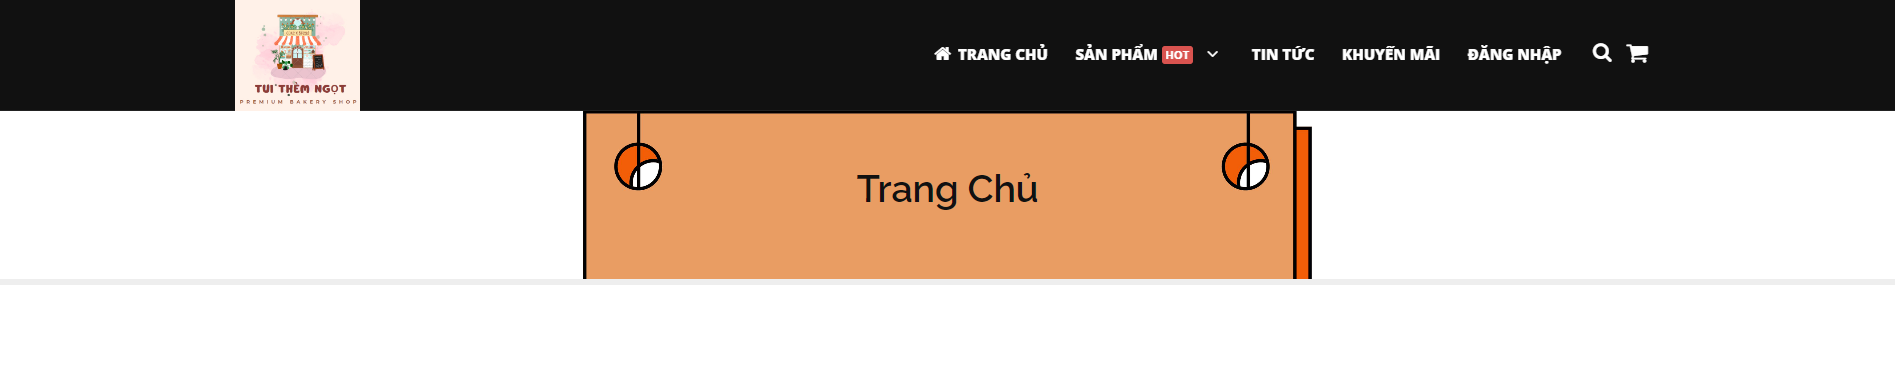 TRANG CHỦ SẢN PHẨM HOT TIN TỨC KHUYẾN MÃI ĐĂNG NHẬP
TUI THÈM NGỌT
PREMIUM BAKERY SHOP
Trang Chủ